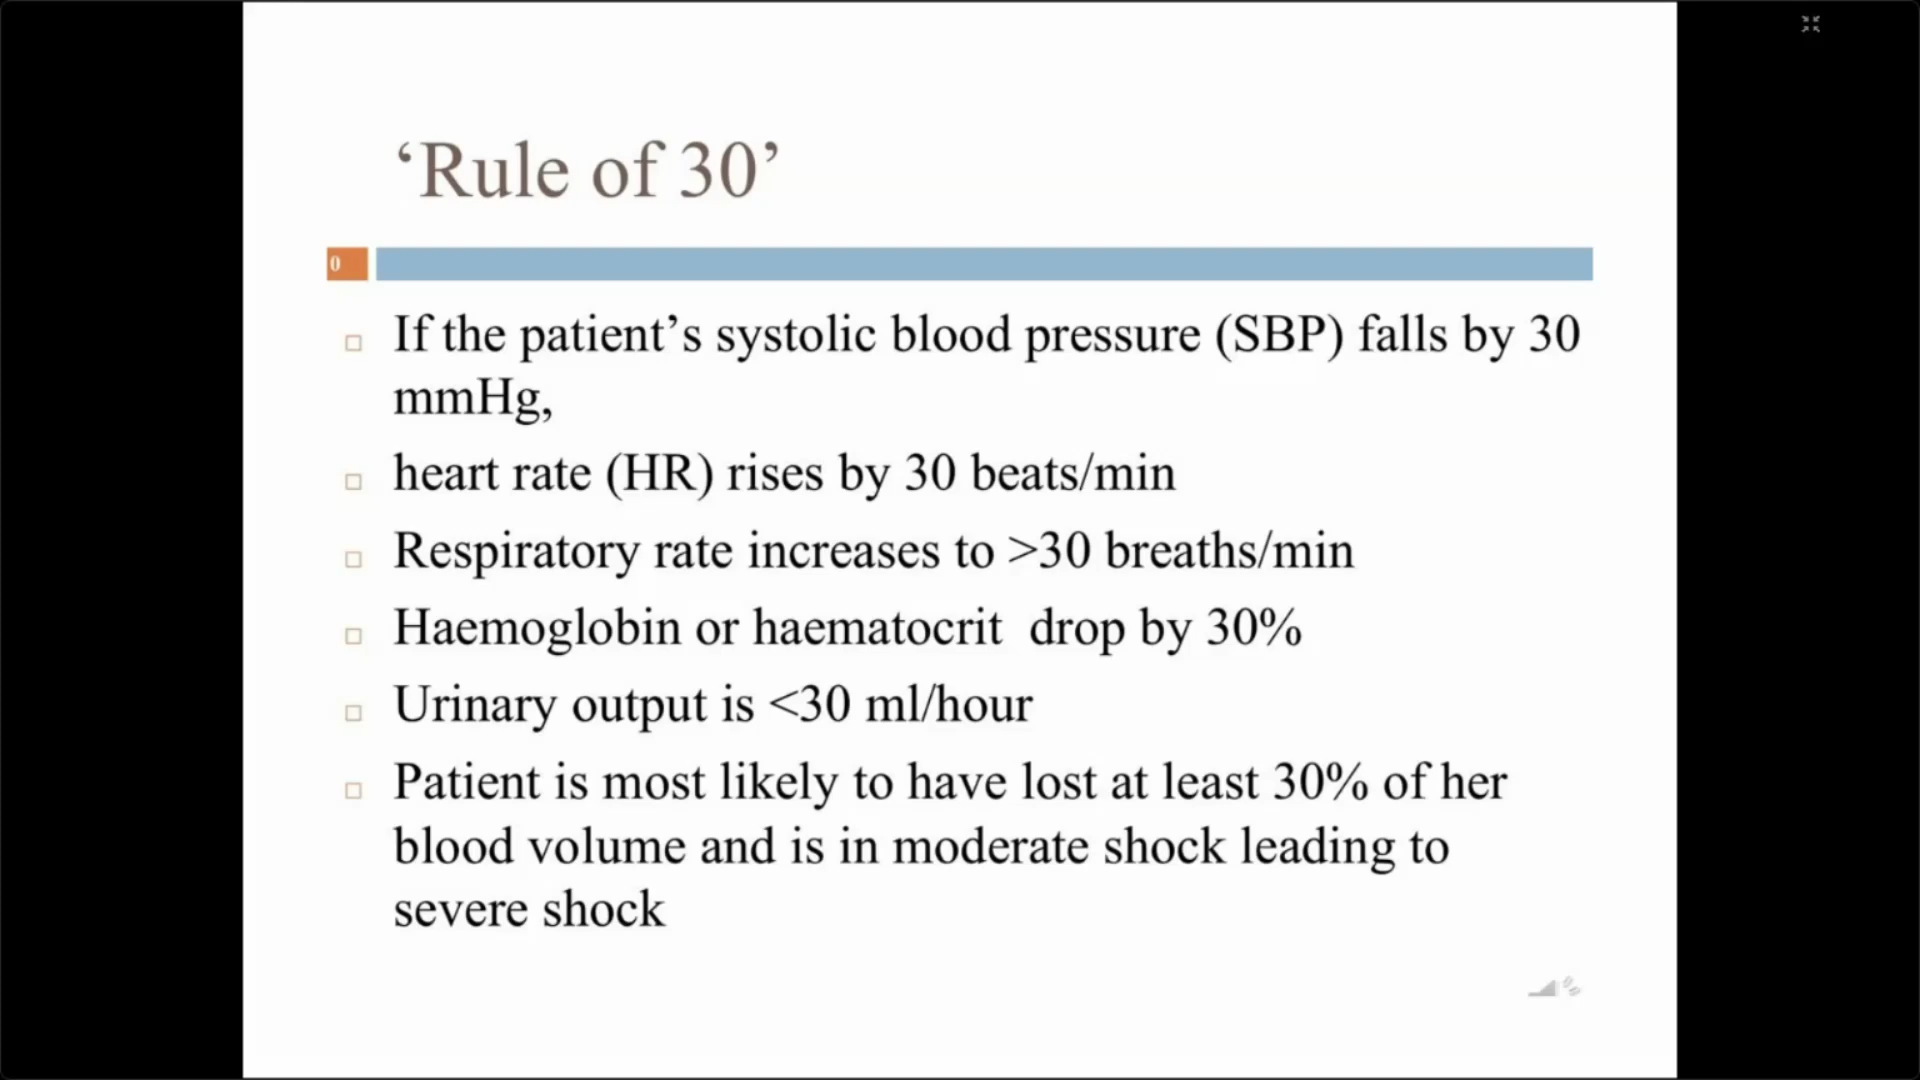 ‘Rule of 30’
0
If the patient’s systolic blood pressure (SBP) falls by 30
mmHg,
heart rate (HR) rises by 30 beats/min
Respiratory rate increases to >30 breaths/min
Haemoglobin or haematocrit drop by 30%
Urinary output is <30 ml/hour
Patient is most likely to have lost at least 30% of her
blood volume and is in moderate shock leading to
severe shock